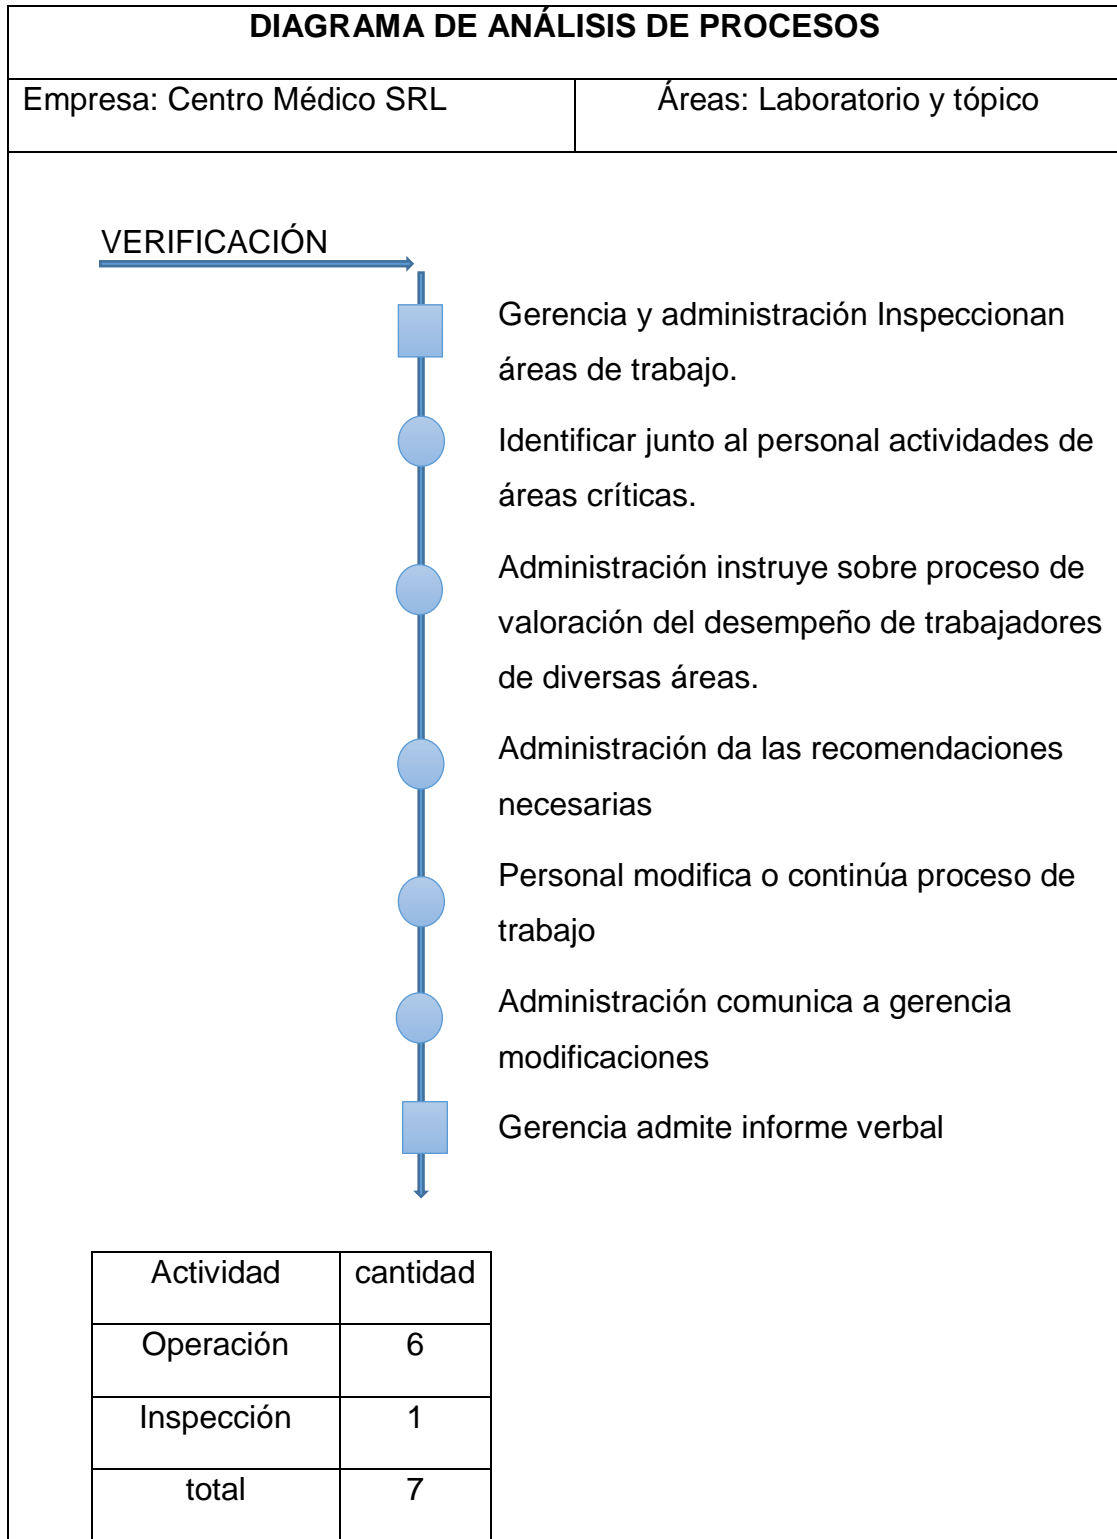 DIAGRAMA DE ANÁLISIS DE PROCESOS
Empresa: Centro Médico SRL
Áreas: Laboratorio y tópico
VERIFICACIÓN
Gerencia y administración Inspeccionan
áreas de trabajo.
Identificar junto al personal actividades de
áreas críticas.
Administración instruye sobre proceso de
valoración del desempeño de trabajadores
de diversas áreas.
Administración da las recomendaciones
necesarias
Personal modifica o continúa proceso de
trabajo
Administración comunica a gerencia
modificaciones
Gerencia admite informe verbal
Actividad cantidad
Operación 6
Inspección 1
total 7